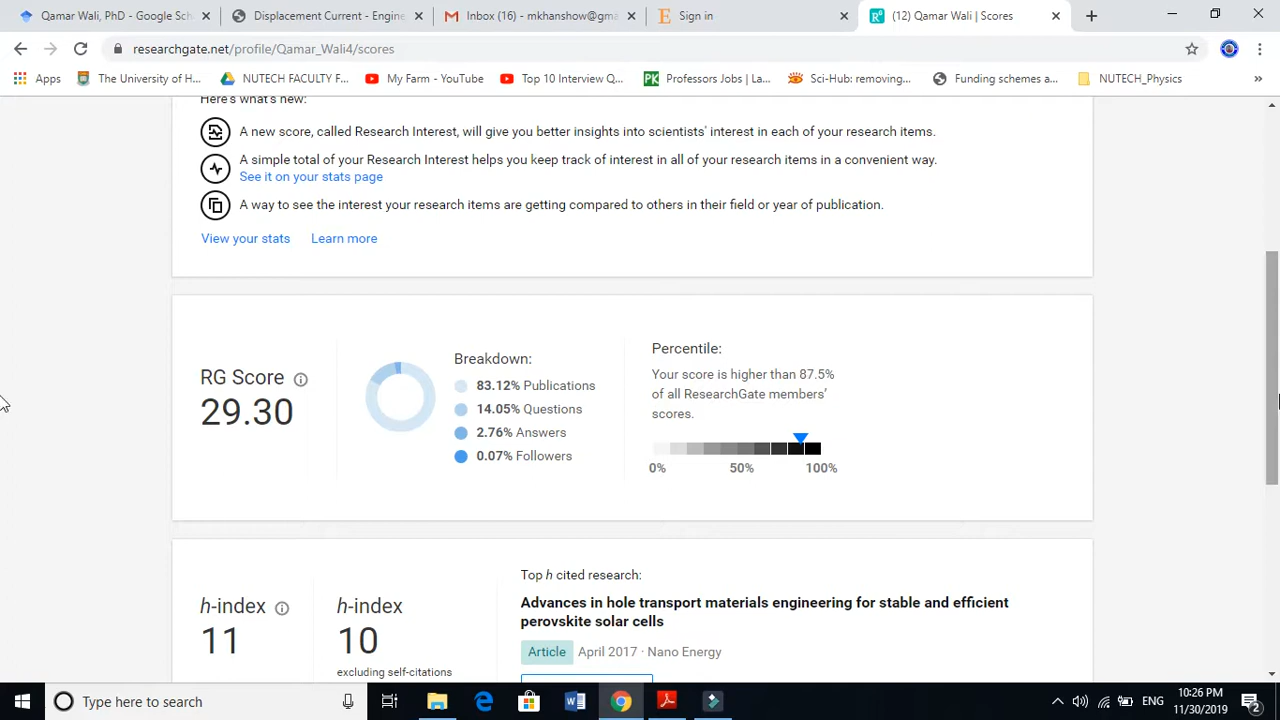 Qamar Wali, PhD - Google
Displacement Current - Engi
Inbox (16) - mkhanshow@gm
Sign in
(12) Qamar Wali | Scores
researchgate.net/profile/Qamar_Wali4/scores
Apps
The University of H...
NUTECH FACULTY F...
My Farm - YouTube
Top 10 Interview Q...
Professors Jobs | La...
Sci-Hub: removing...
Funding schemes a...
NUTECH_Physics
Here's what's new:
A new score, called Research Interest, will give you better insights into scientists' interest in each of your research items.
A simple total of your Research Interest helps you keep track of interest in all of your research items in a convenient way.
See it on your stats page
A way to see the interest your research items are getting compared to others in their field or year of publication.
View your stats Learn more
RG Score
29.30
Breakdown:
83.12% Publications
14.05% Questions
2.76% Answers
0.07% Followers
Percentile:
Your score is higher than 87.5%
of all ResearchGate members'
scores.
0% 50% 100%
h-index
11
h-index
10
excluding self-citations
Top h cited research:
Advances in hole transport materials engineering for stable and efficient
perovskite solar cells
Article April 2017 · Nano Energy
Type here to search
ENG
10:26 PM
11/30/2019
2